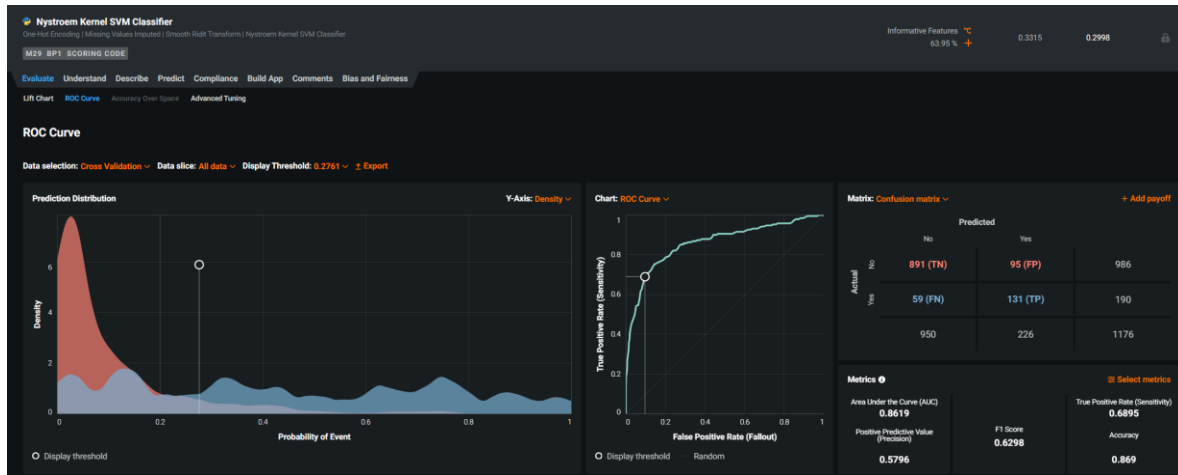 Nystroem Kernel SVM Classifier
One-Hot Encoding | Missing Values Imputed | Smooth Ridit Transform | Nystroem Kernel SVM Classifier
M29 BP1 SCORING CODE
Informative Features
63.95 % +
0.3315
0.2998
Evaluate Understand Describe Predict Compliance Build App Comments Bias and Fairness
Lift Chart ROC Curve Accuracy Over Space Advanced Tuning
ROC Curve
Data selection: Cross Validation Data slice: All data Display Threshold: 0.2761 Export
Prediction Distribution
Y-Axis: Density
Density
6
4
2
0
0 0.2 0.4 0.6 0.8 1
Probability of Event
Display threshold
Chart: ROC Curve
True Positive Rate (Sensitivity)
1
0.8
0.6
0.4
0.2
0
0 0.2 0.4 0.6 0.8 1
False Positive Rate (Fallout)
Display threshold Random
Matrix: Confusion matrix
+ Add payoff
Predicted
No Yes
Actual
No 891 (TN) 95 (FP) 986
Yes 59 (FN) 131 (TP) 190
950 226 1176
Metrics
Select metrics
Area Under the Curve (AUC)
0.8619
True Positive Rate (Sensitivity)
0.6895
Positive Predictive Value
(Precision)
0.5796
F1 Score
0.6298
Accuracy
0.869